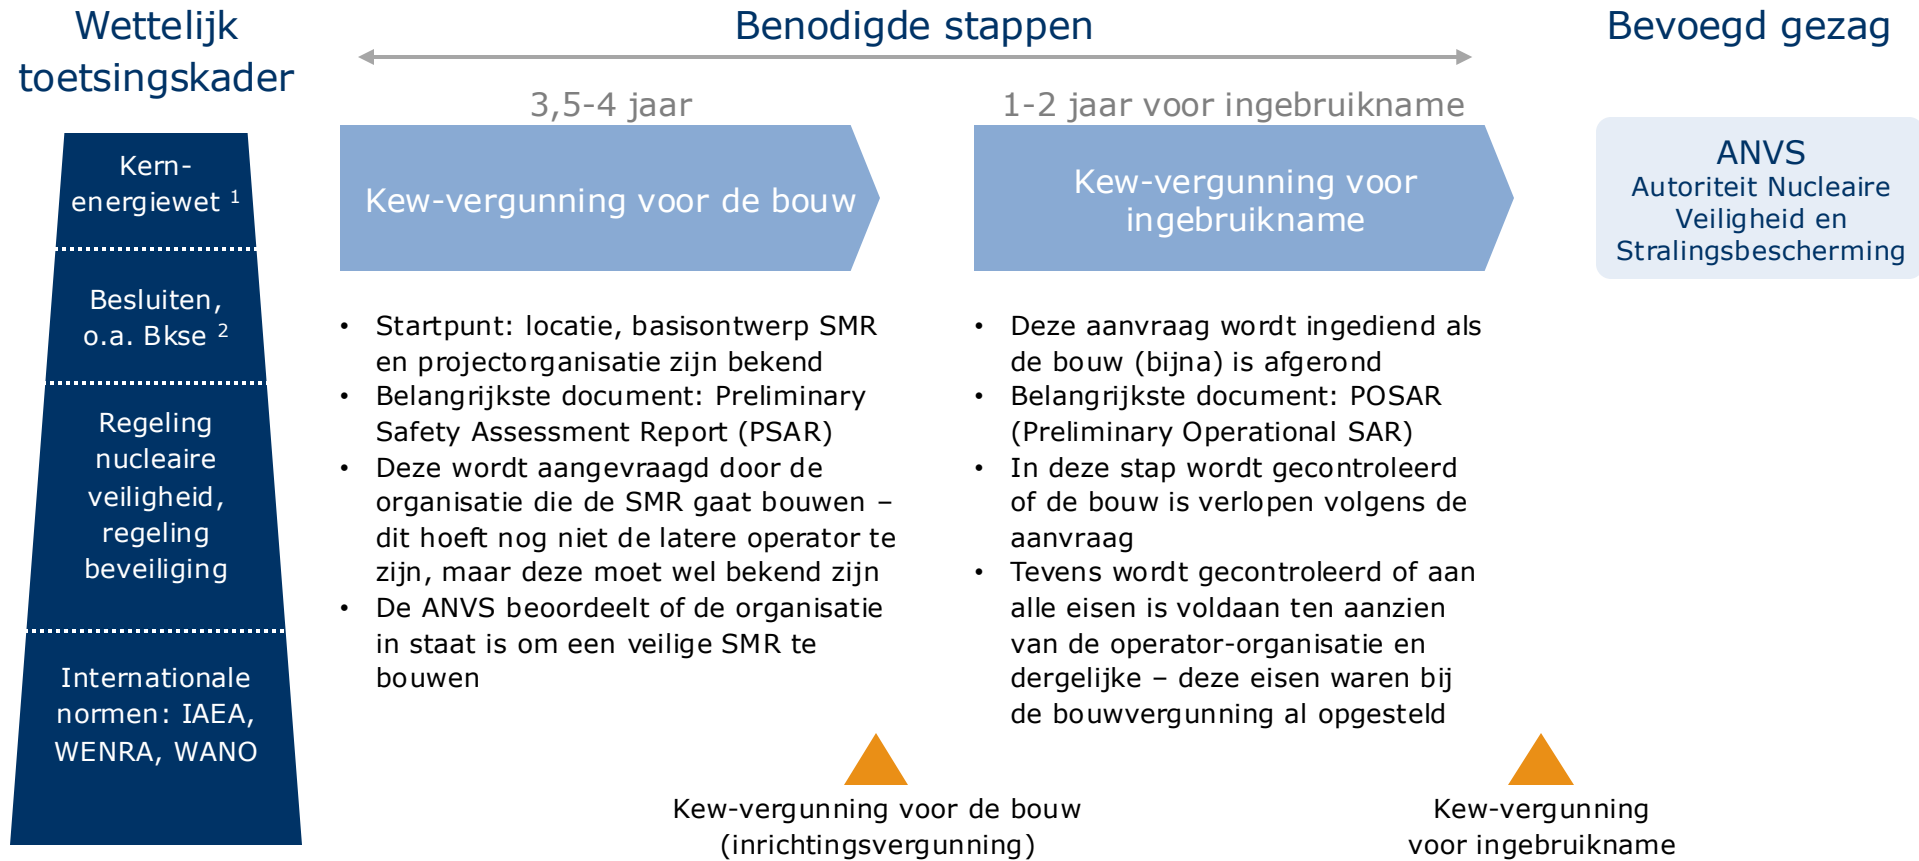 Wettelijk
toetsingskader
Kern-
energiewet 1
Besluiten,
o.a. Bkse 2
Regeling
nucleaire
veiligheid,
regeling
beveiliging
Internationale
normen: IAEA,
WENRA, WANO
Benodigde stappen
3,5-4 jaar
Kew-vergunning voor de bouw
• Startpunt: locatie, basisontwerp SMR
en projectorganisatie zijn bekend
• Belangrijkste document: Preliminary
Safety Assessment Report (PSAR)
• Deze wordt aangevraagd door de
organisatie die de SMR gaat bouwen –
dit hoeft nog niet de latere operator te
zijn, maar deze moet wel bekend zijn
• De ANVS beoordeelt of de organisatie
in staat is om een veilige SMR te
bouwen
Kew-vergunning voor de bouw
(inrichtingsvergunning)
1-2 jaar voor ingebruikname
Kew-vergunning voor
ingebruikname
• Deze aanvraag wordt ingediend als
de bouw (bijna) is afgerond
• Belangrijkste document: POSAR
(Preliminary Operational SAR)
• In deze stap wordt gecontroleerd
of de bouw is verlopen volgens de
aanvraag
• Tevens wordt gecontroleerd of aan
alle eisen is voldaan ten aanzien
van de operator-organisatie en
dergelijke – deze eisen waren bij
de bouwvergunning al opgesteld
Kew-vergunning
voor ingebruikname
Bevoegd gezag
ANVS
Autoriteit Nucleaire
Veiligheid en
Stralingsbescherming